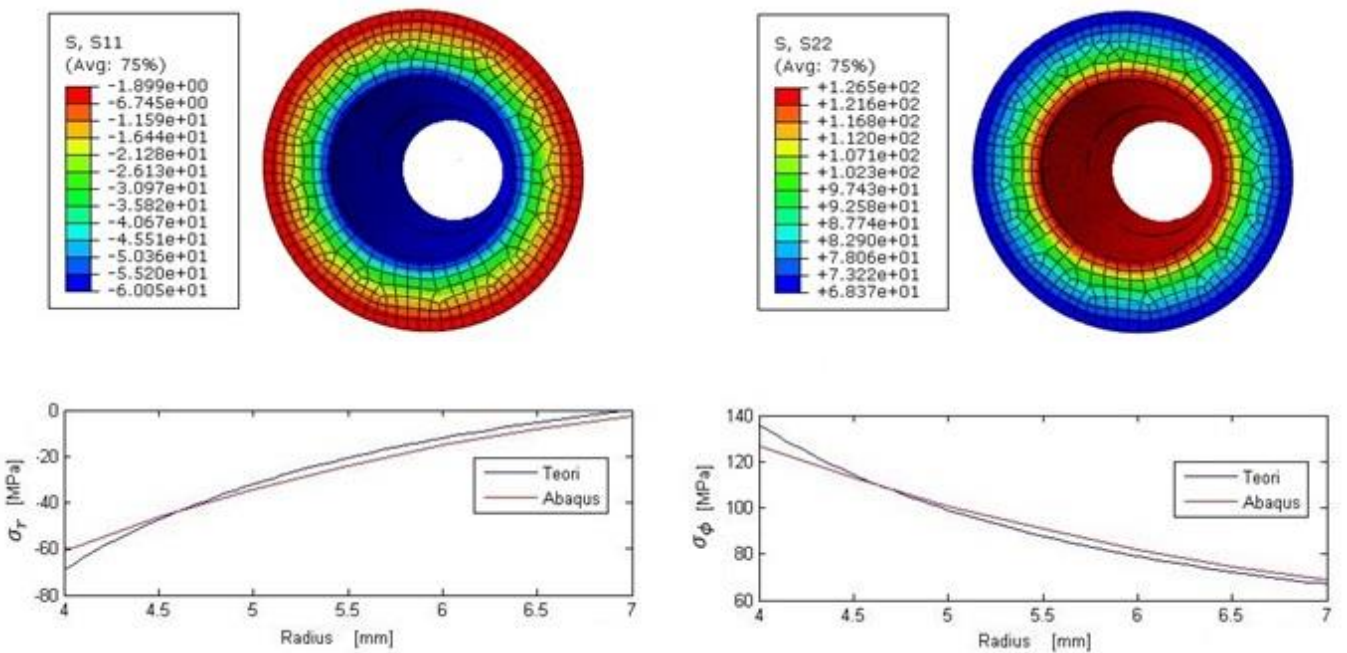 S, S11
(Avg: 75%)
-1.899e+00
-6.745e+00
-1.159e+01
-1.644e+01
-2.128e+01
-2.613e+01
-3.097e+01
-3.582e+01
-4.067e+01
-4.551e+01
-5.036e+01
-5.520e+01
-6.005e+01
S, S22
(Avg: 75%)
+1.265e+02
+1.216e+02
+1.168e+02
+1.120e+02
+1.071e+02
+1.023e+02
+9.743e+01
+9.258e+01
+8.774e+01
+8.290e+01
+7.806e+01
+7.322e+01
+6.837e+01
0
-20
-40
-60
-80
σr [MPa]
Teori
Abaqus
4 4.5 5 5.5 6 6.5 7
Radius [mm]
140
120
100
80
60
σϕ [MPa]
Teori
Abaqus
4 4.5 5 5.5 6 6.5 7
Radius [mm]